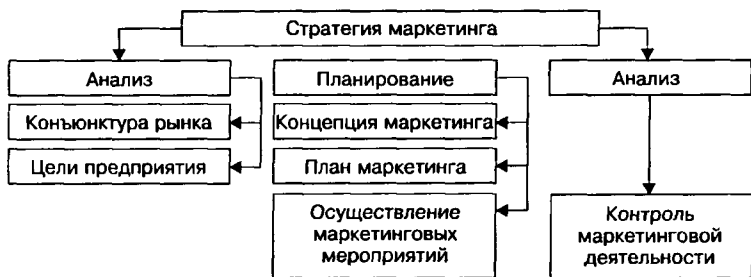 Стратегия маркетинга
Анализ
Планирование
Анализ
Конъюнктура рынка
Концепция маркетинга
Цели предприятия
План маркетинга
Осуществление
маркетинговых
мероприятий
Контроль
маркетинговой
деятельности